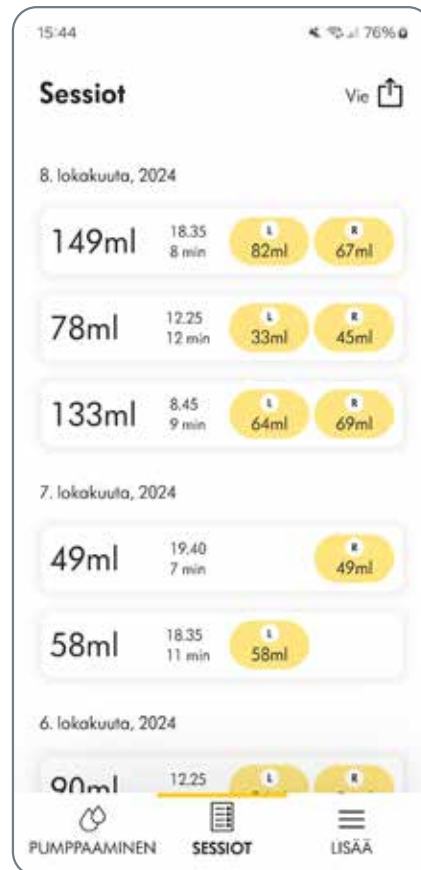 15:44 76%
Sessiot Vie
8. lokakuuta, 2024
149ml 18.35 8 min L 82ml R 67ml
78ml 12.25 12 min L 33ml R 45ml
133ml 8.45 9 min L 64ml R 69ml
7. lokakuuta, 2024
49ml 19.40 7 min R 49ml
58ml 18.35 11 min L 58ml
6. lokakuuta, 2024
90ml 12.25 L R
PUMPPAAMINEN SESSIOT LISÄÄ